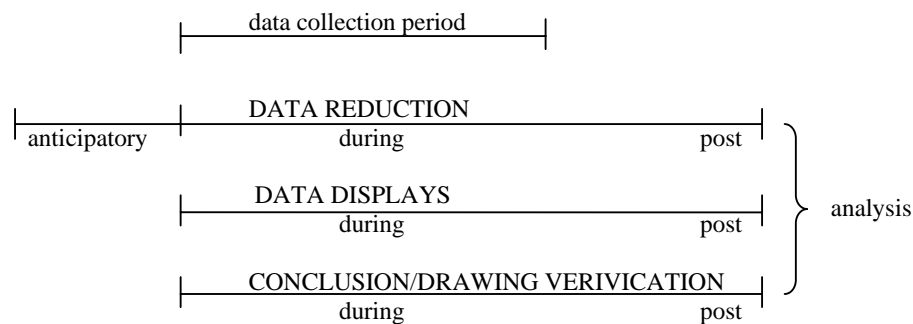 data collection period
DATA REDUCTION
anticipatory during post
DATA DISPLAYS
during post
analysis
CONCLUSION/DRAWING VERIVICATION
during post